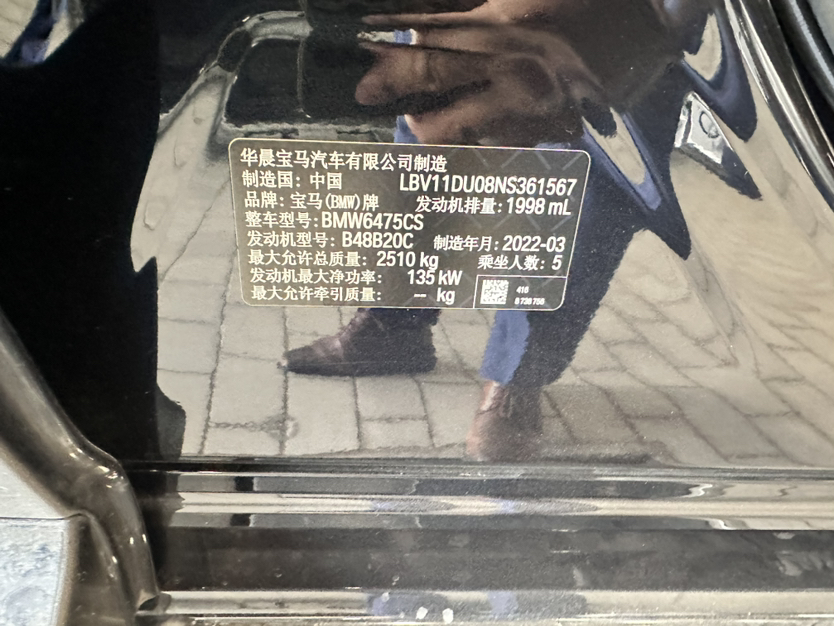 华晨宝马汽车有限公司制造
制造国：中国 LBV11DU08NS361567
品牌：宝马(BMW)牌 发动机排量：1998 mL
整车型号：BMW6475CS
发动机型号：B48B20C 制造年月：2022-03
最大允许总质量：2510 kg 乘坐人数：5
发动机最大净功率：135 kW
最大允许牵引质量：-- kg
416
8 738 756